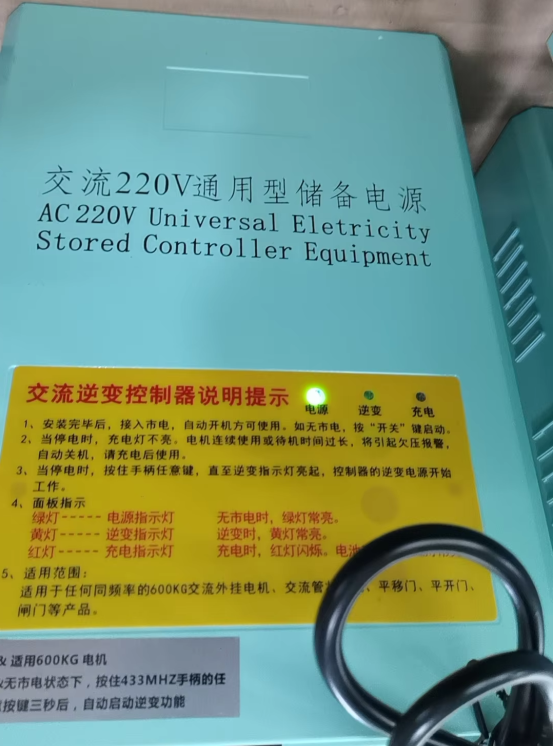 交流220V通用型储备电源
AC 220V Universal Eletricity
Stored Controller Equipment
交流逆变控制器说明提示
电源 逆变 充电
1、安装完毕后，接入市电，自动开机方可使用。如无市电，按“开关”键启动。
2、当停电时，充电灯不亮。电机连续使用或待机时间过长，将引起欠压报警，
自动关机，请充电后使用。
3、当停电时，按住手柄任意键，直至逆变指示灯亮起，控制器的逆变电源开始
工作。
4、面板指示
绿灯----- 电源指示灯 无市电时，绿灯常亮。
黄灯----- 逆变指示灯 逆变时，黄灯常亮。
红灯----- 充电指示灯 充电时，红灯闪烁。电池
5、适用范围：
适用于任何同频率的600KG交流外挂电机、交流管 、平移门、平开门、
闸门等产品。
& 适用600KG 电机
无市电状态下，按住433MHZ手柄的任
按键三秒后，自动启动逆变功能